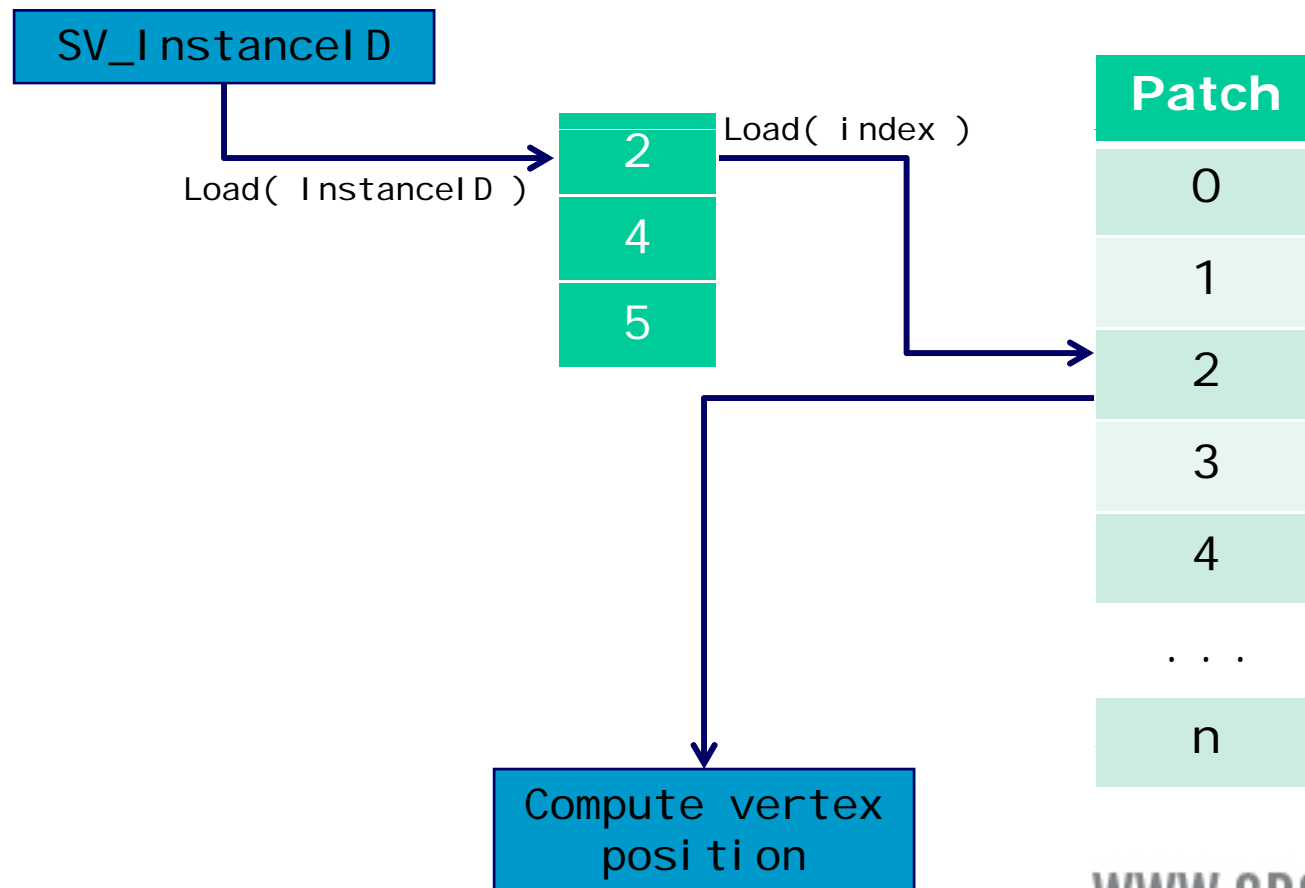 SV_InstanceID
Load( InstanceID )
2
4
5
Load( index )
Patch
0
1
2
3
4
. . .
n
Compute vertex
position